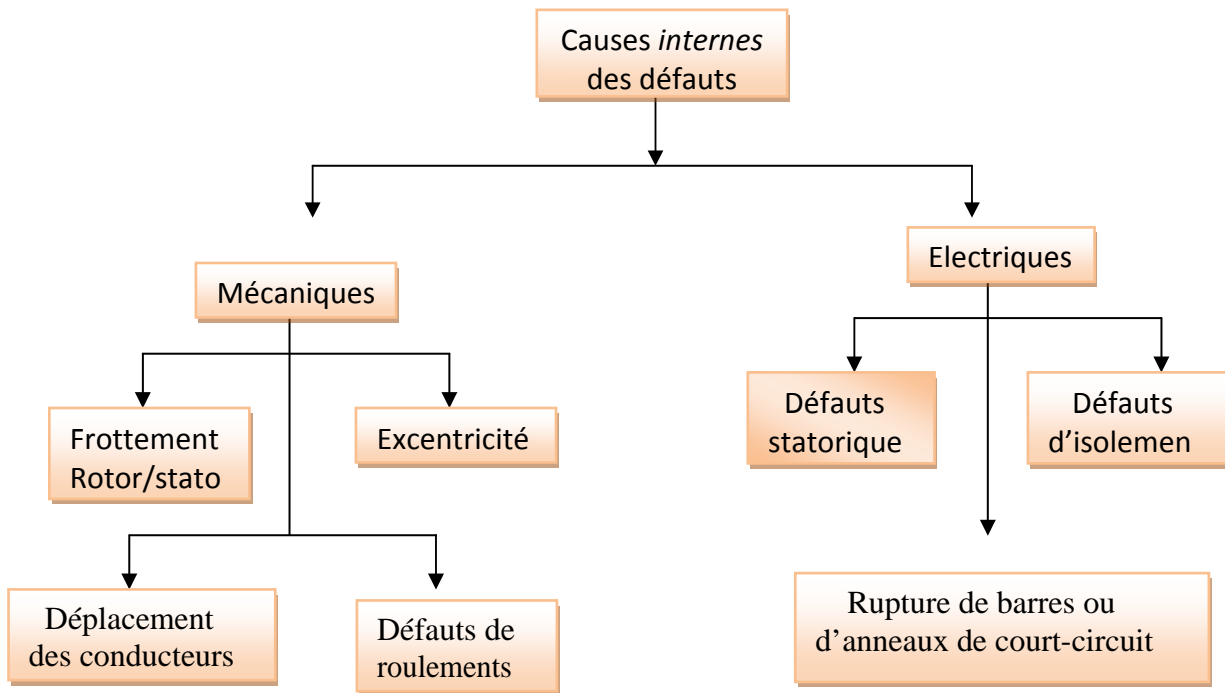 Causes internes
des défauts
Electriques
Mécaniques
Défauts
statorique
Défauts
d’isolemen
Frottement
Rotor/stato
Excentricité
Déplacement
des conducteurs
Défauts de
roulements
Rupture de barres ou
d’anneaux de court-circuit